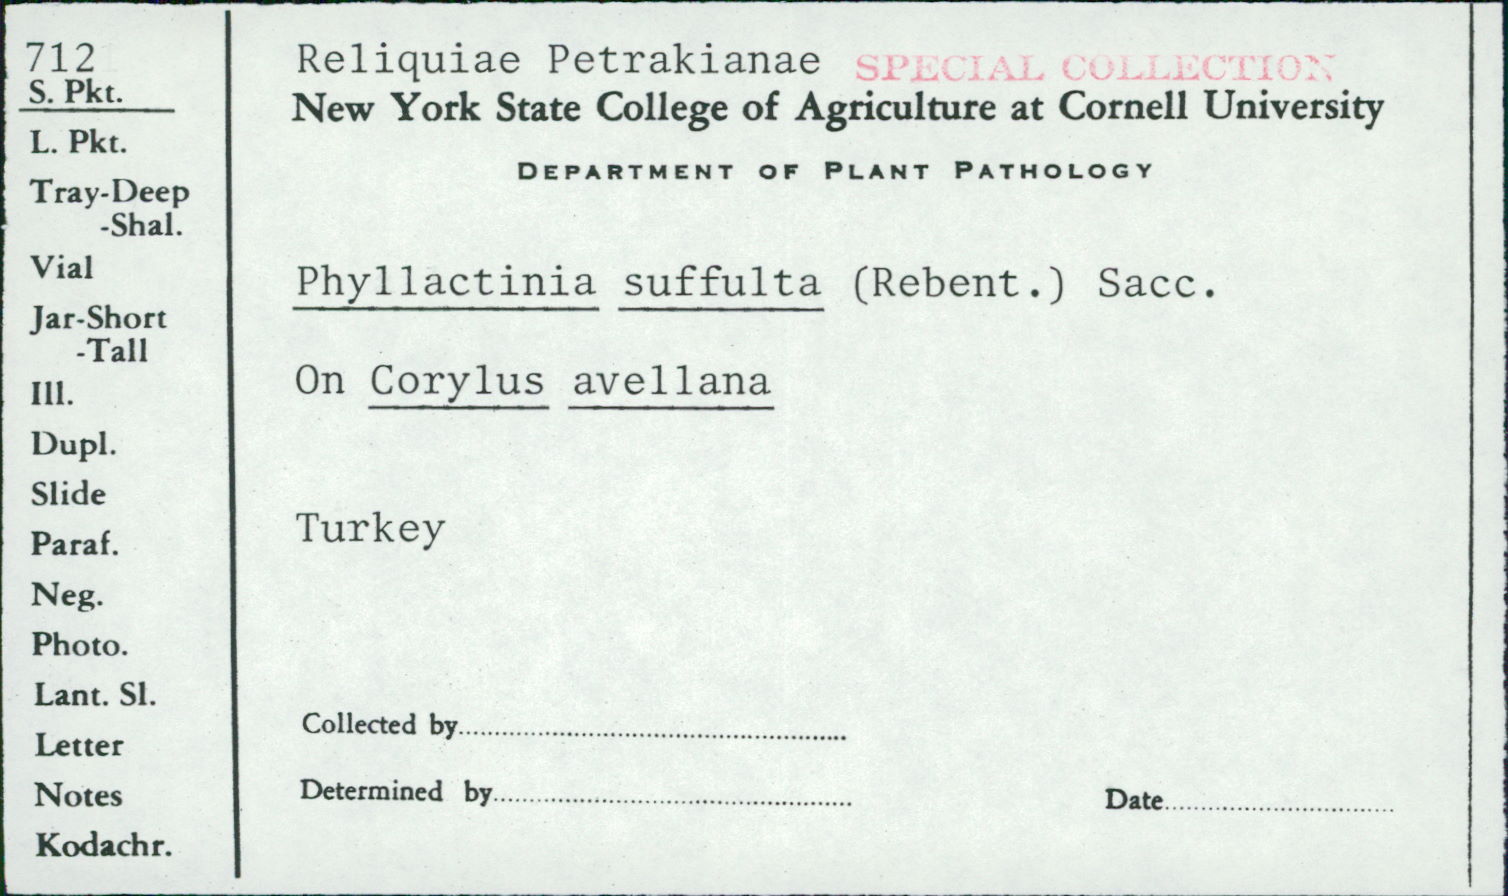 712
S. Pkt.
L. Pkt.
Tray-Deep
-Shal.
Vial
Jar-Short
-Tall
Ill.
Dupl.
Slide
Paraf.
Neg.
Photo.
Lant. Sl.
Letter
Notes
Kodachr.
Reliquiae Petrakianae SPECIAL COLLECTION
New York State College of Agriculture at Cornell University
DEPARTMENT OF PLANT PATHOLOGY
Phyllactinia suffulta (Rebent.) Sacc.
On Corylus avellana
Turkey
Collected by
Determined by
Date